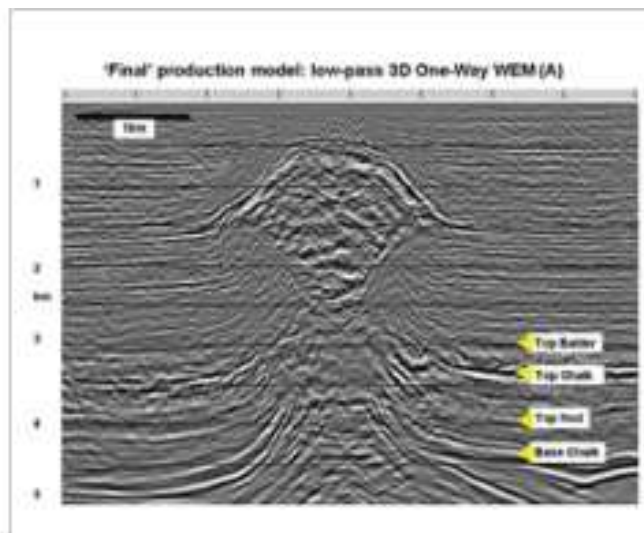 'Final' production model: low-pass 3D One-Way WEM (A)
1km
1
2
km
3
Top Balder
Top Chalk
4
Top Hod
Base Chalk
5